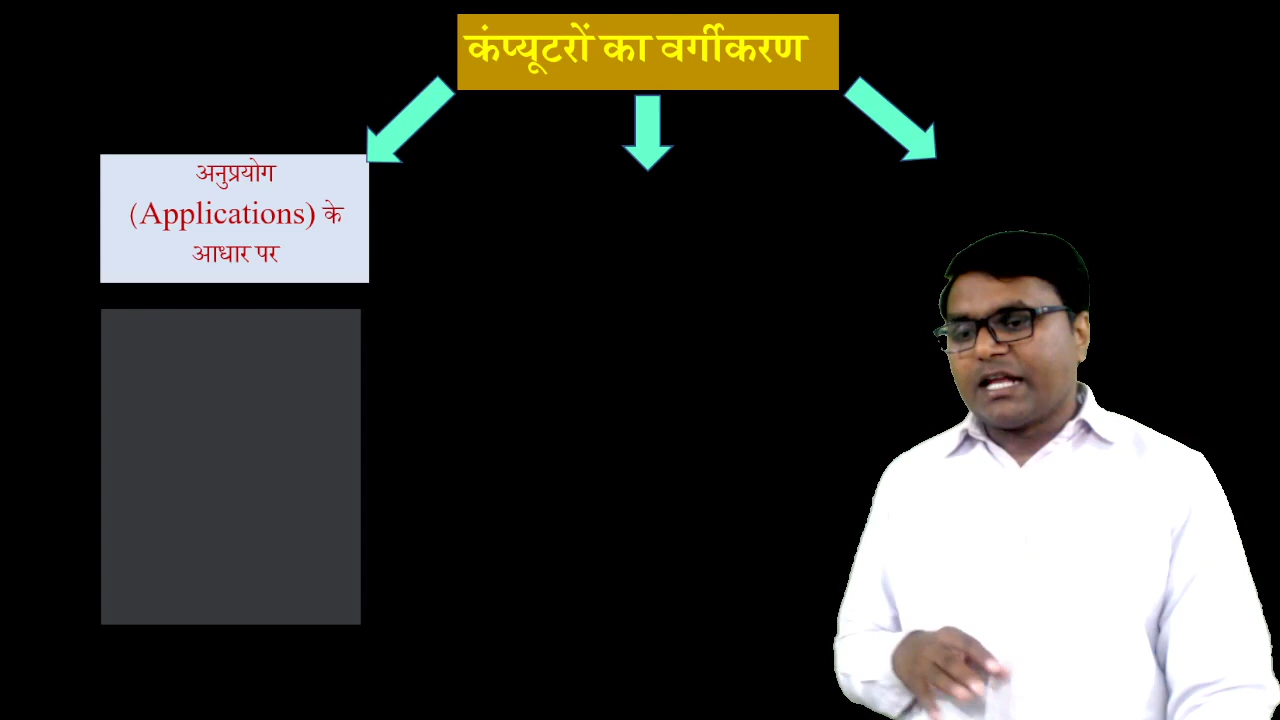 कंप्यूटरों का वर्गीकरण
अनुप्रयोग
(Applications) के
आधार पर